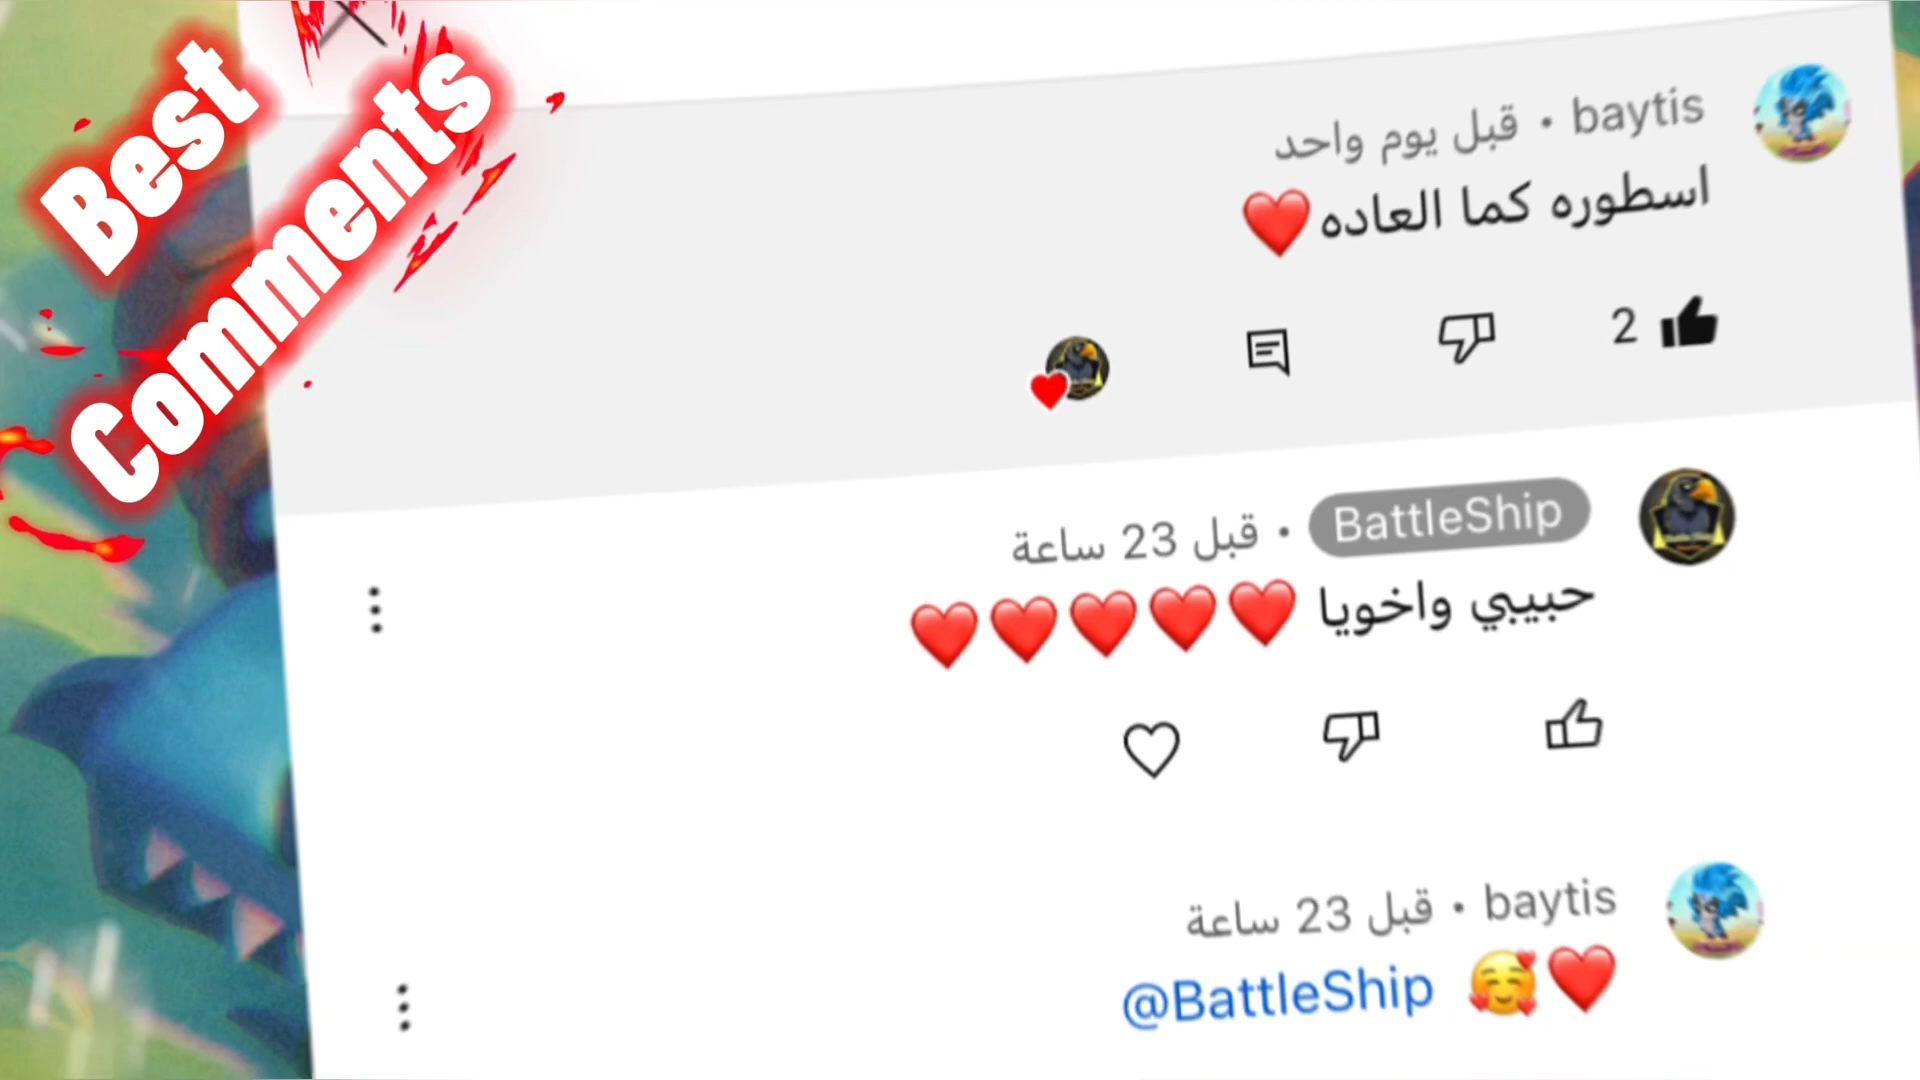 Best
Comments
baytis • قبل يوم واحد
اسطوره كما العاده❤️
2
BattleShip • قبل 23 ساعة
حبيبي واخويا ❤️❤️❤️❤️❤️
baytis • قبل 23 ساعة
@BattleShip 🥰❤️